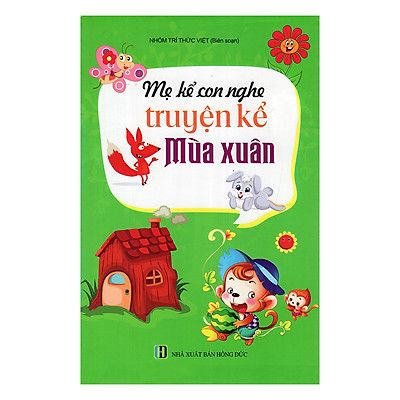 NHÓM TRÍ THỨC VIỆT (Biên soạn)
Mẹ kể con nghe
truyện kể
Mùa xuân
NHÀ XUẤT BẢN HỒNG ĐỨC